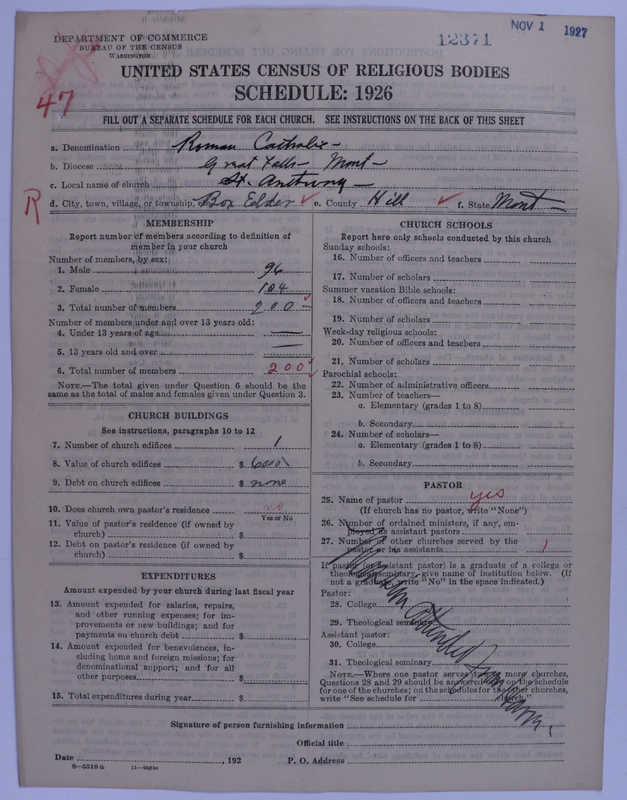 NOV 1 1927
12371
DEPARTMENT OF COMMERCE
BUREAU OF THE CENSUS
WASHINGTON
47
UNITED STATES CENSUS OF RELIGIOUS BODIES
SCHEDULE: 1926
FILL OUT A SEPARATE SCHEDULE FOR EACH CHURCH. SEE INSTRUCTIONS ON THE BACK OF THIS SHEET
a. Denomination Roman Catholic
b. Diocese Great Falls - Mont -
c. Local name of church St. Anthony -
R
d. City, town, village, or township, etc. Box Elder e. County Hill f. State Mont -
MEMBERSHIP
Report number of members according to definition of
member in your church
Number of members, by sex:
1. Male 96
2. Female 104
3. Total number of members 200
Number of members under and over 13 years old:
4. Under 13 years of age
5. 13 years old and over
6. Total number of members 200
NOTE.—The total given under Question 6 should be the
same as the total of males and females given under Question 3.
CHURCH BUILDINGS
See instructions, paragraphs 10 to 12
7. Number of church edifices 1
8. Value of church edifices $ 6000
9. Debt on church edifices $ none
10. Does church own pastor's residence no
Yes or No
11. Value of pastor's residence (if owned by
church) $
12. Debt on pastor's residence (if owned by
church) $
EXPENDITURES
Amount expended by your church during last fiscal year
13. Amount expended for salaries, repairs,
and other running expenses; for im-
provements or new buildings; and for
payments on church debt $
14. Amount expended for benevolences, in-
cluding home and foreign missions; for
denominational support; and for all
other purposes $
15. Total expenditures during year $
CHURCH SCHOOLS
Report here only schools conducted by this church
Sunday schools:
16. Number of officers and teachers
17. Number of scholars
Summer vacation Bible schools:
18. Number of officers and teachers
19. Number of scholars
Week-day religious schools:
20. Number of officers and teachers
21. Number of scholars
Parochial schools:
22. Number of administrative officers
23. Number of teachers—
a. Elementary (grades 1 to 8)
b. Secondary
24. Number of scholars—
a. Elementary (grades 1 to 8)
b. Secondary
PASTOR
25. Name of pastor yes
(If church has no pastor, write "None")
26. Number of ordained ministers, if any, em-
ployed as assistant pastors
27. Number of other churches served by the
pastor or his assistants 1
If pastor (or assistant pastor) is a graduate of a college or
theological seminary, give name of institution below. (If
not a graduate, write "No" in the space indicated.)
Pastor:
28. College
29. Theological seminary
Assistant pastor:
30. College
31. Theological seminary
NOTE.—Where one pastor serves two or more churches,
Questions 28 and 29 should be answered only on the schedule
for one of the churches; on the schedules for the other churches,
write "See schedule for church."
attended from
Signature of person furnishing information
Official title
Date , 192 P. O. Address
8—5518 a